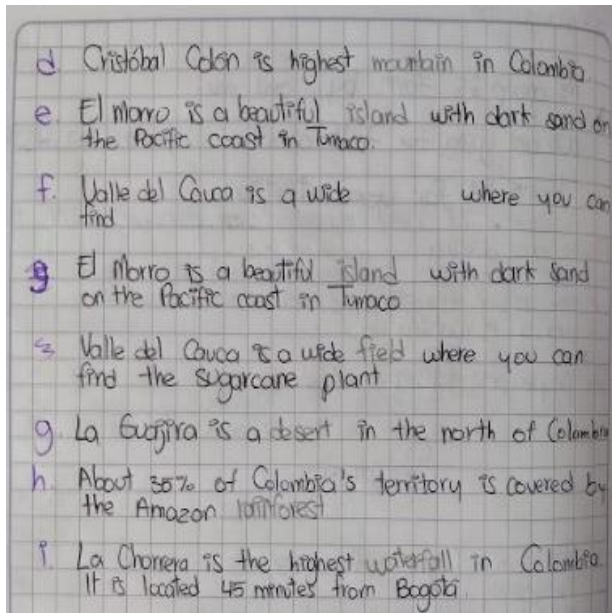 d. Cristóbal Colón is highest mountain in Colombia
e. El Morro is a beautiful island with dark sand on
the Pacific coast in Tumaco.
f. Valle del Cauca is a wide where you can
find
g El Morro is a beautiful island with dark sand
on the Pacific coast in Tumaco
Valle del Cauca is a wide field where you can
find the sugarcane plant
g. La Guajira is a desert in the north of Colombia
h. About 35% of Colombia's territory is covered by
the Amazon rainforest
i. La Chorrera is the highest waterfall in Colombia.
It is located 45 minutes from Bogotá.